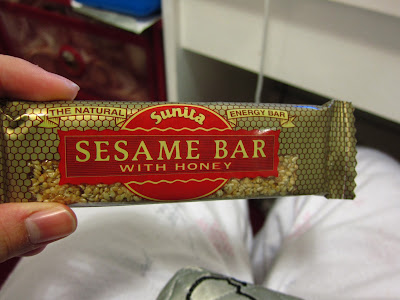 THE NATURAL
Sunita
ENERGY BAR
SESAME BAR
WITH HONEY